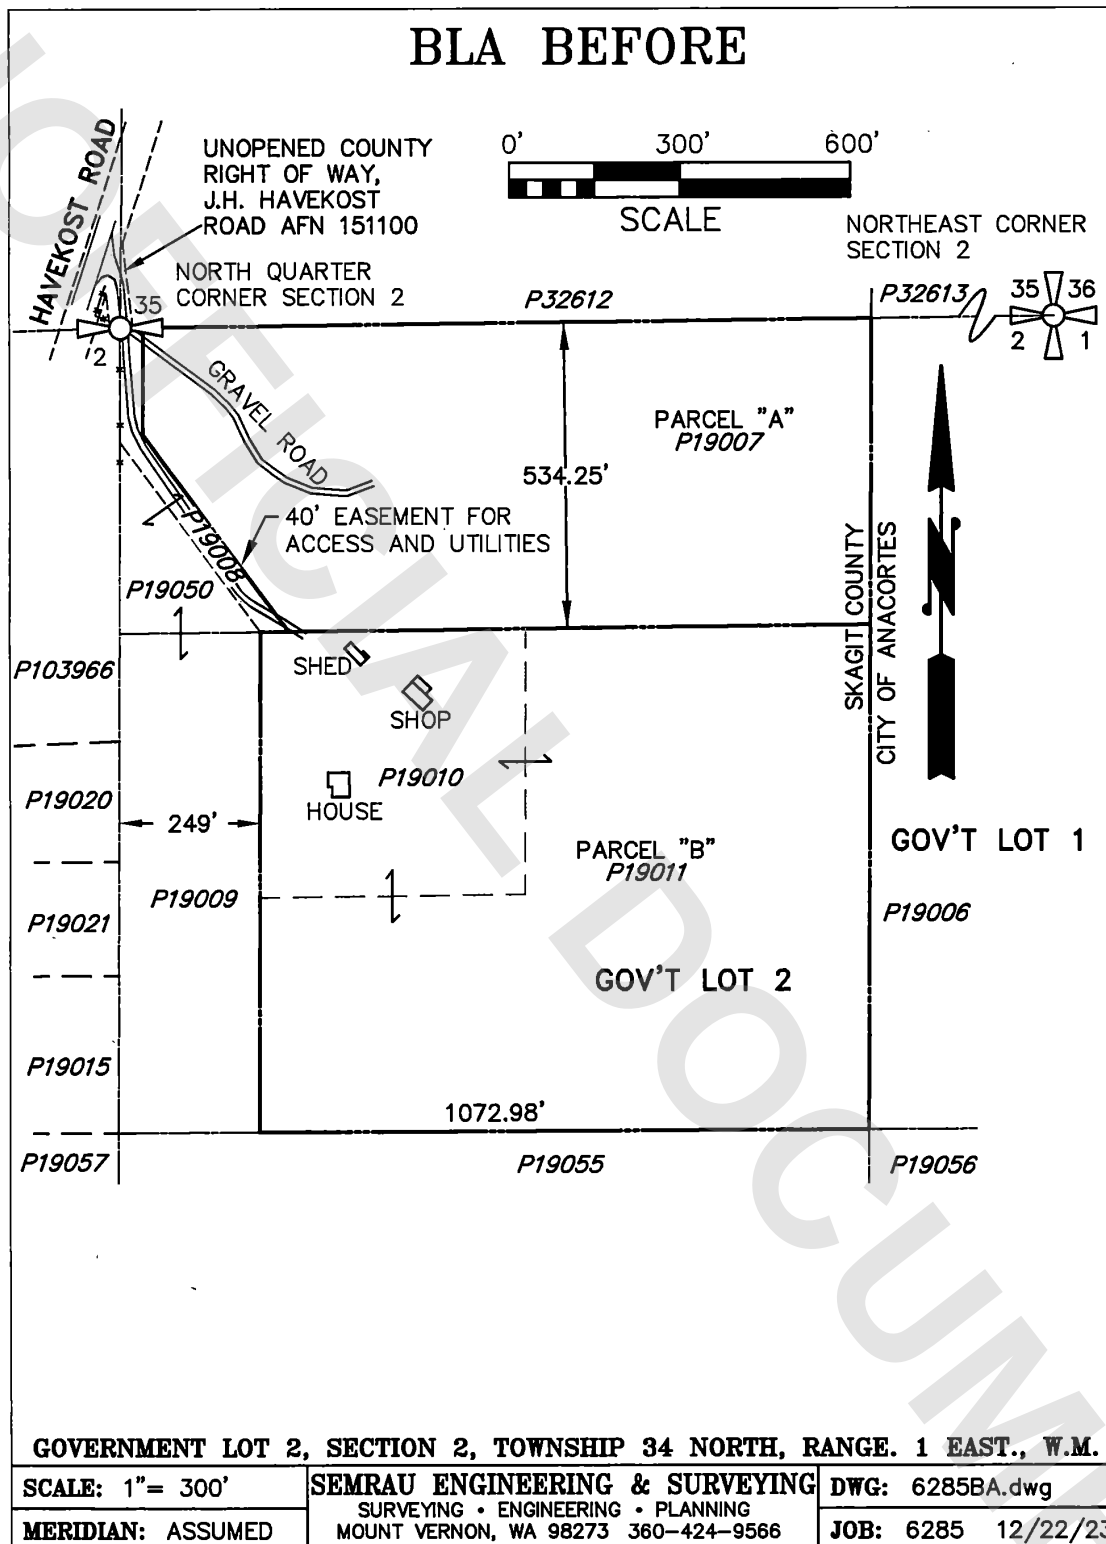 BLA BEFORE
HAVEKOST ROAD
UNOPENED COUNTY
RIGHT OF WAY,
J.H. HAVEKOST
ROAD AFN 151100
0' 300' 600'
SCALE
NORTHEAST CORNER
SECTION 2
NORTH QUARTER
CORNER SECTION 2
35
2
P32612
P32613
35 36
2 1
GRAVEL ROAD
PARCEL "A"
P19007
534.25'
40' EASEMENT FOR
ACCESS AND UTILITIES
P19008
P19050
SKAGIT COUNTY
CITY OF ANACORTES
N
P103966
SHED
SHOP
P19010
HOUSE
P19020
249'
PARCEL "B"
P19011
GOV'T LOT 1
P19009
P19021
P19006
GOV'T LOT 2
P19015
1072.98'
P19057
P19055
P19056
GOVERNMENT LOT 2, SECTION 2, TOWNSHIP 34 NORTH, RANGE. 1 EAST., W.M.
SCALE: 1"= 300'
MERIDIAN: ASSUMED
SEMRAU ENGINEERING & SURVEYING
SURVEYING • ENGINEERING • PLANNING
MOUNT VERNON, WA 98273 360-424-9566
DWG: 6285BA.dwg
JOB: 6285 12/22/23
OFFICIAL DOCUM